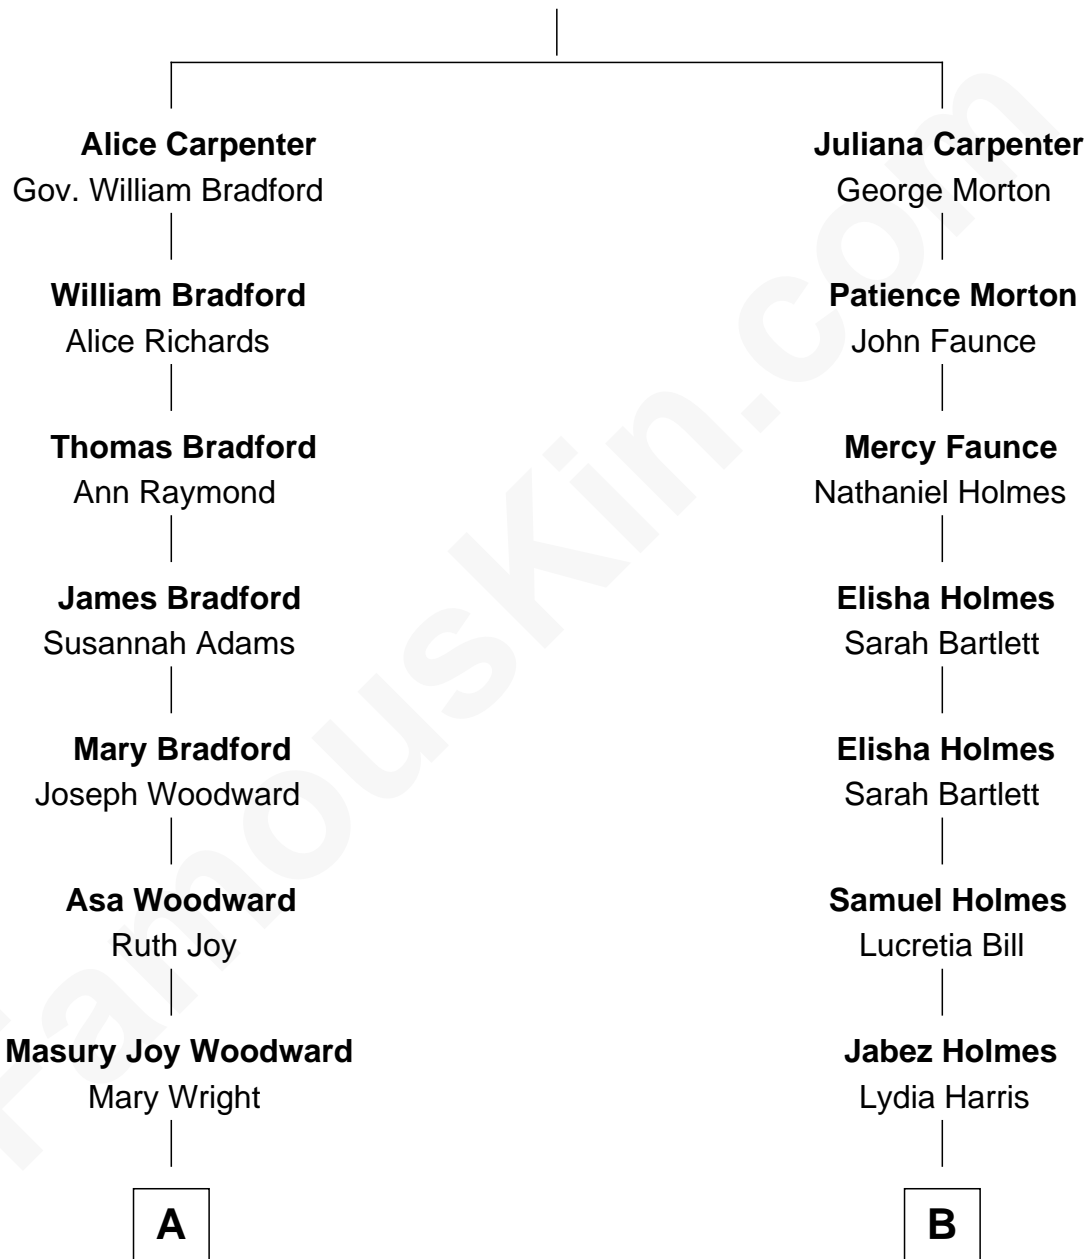 Alice Carpenter
Gov. William Bradford
William Bradford
Alice Richards
Thomas Bradford
Ann Raymond
James Bradford
Susannah Adams
Mary Bradford
Joseph Woodward
Asa Woodward
Ruth Joy
Masury Joy Woodward
Mary Wright
A
Juliana Carpenter
George Morton
Patience Morton
John Faunce
Mercy Faunce
Nathaniel Holmes
Elisha Holmes
Sarah Bartlett
Elisha Holmes
Sarah Bartlett
Samuel Holmes
Lucretia Bill
Jabez Holmes
Lydia Harris
B
FamousKin.com